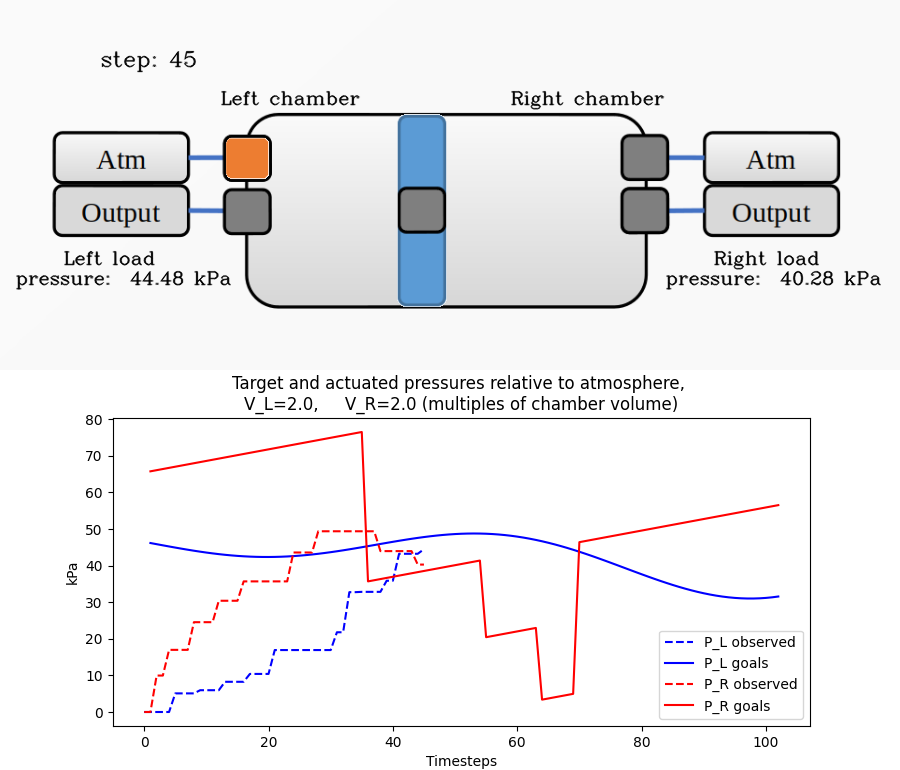 step: 45
Left chamber
Right chamber
Atm
Atm
Output
Output
Left load
pressure: 44.48 kPa
Right load
pressure: 40.28 kPa
Target and actuated pressures relative to atmosphere,
V_L=2.0, V_R=2.0 (multiples of chamber volume)
80
70
60
50
40
30
20
10
0
kPa
P_L observed
P_L goals
P_R observed
P_R goals
0 20 40 60 80 100
Timesteps